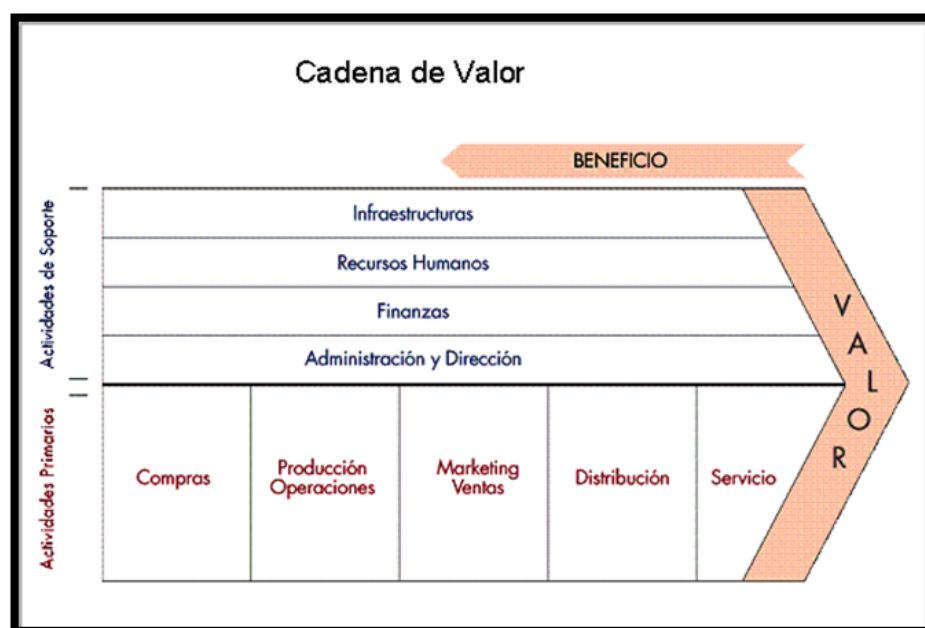 Cadena de Valor
BENEFICIO
Actividades de Soporte
Infraestructuras
Recursos Humanos
Finanzas
Administración y Dirección
VALOR
Actividades Primarias
Compras
Producción
Operaciones
Marketing
Ventas
Distribución
Servicio